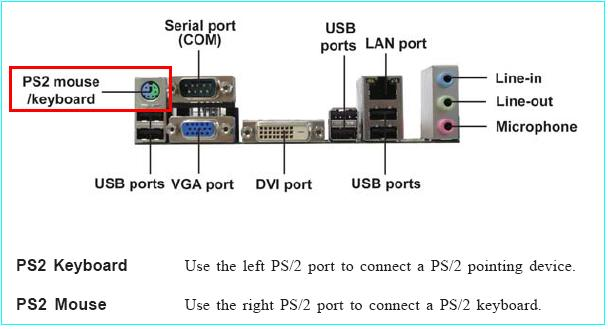 Serial port
(COM)
USB
ports
LAN port
PS2 mouse
/keyboard
Line-in
Line-out
Microphone
USB ports
VGA port
DVI port
USB ports
PS2 Keyboard
Use the left PS/2 port to connect a PS/2 pointing device.
PS2 Mouse
Use the right PS/2 port to connect a PS/2 keyboard.